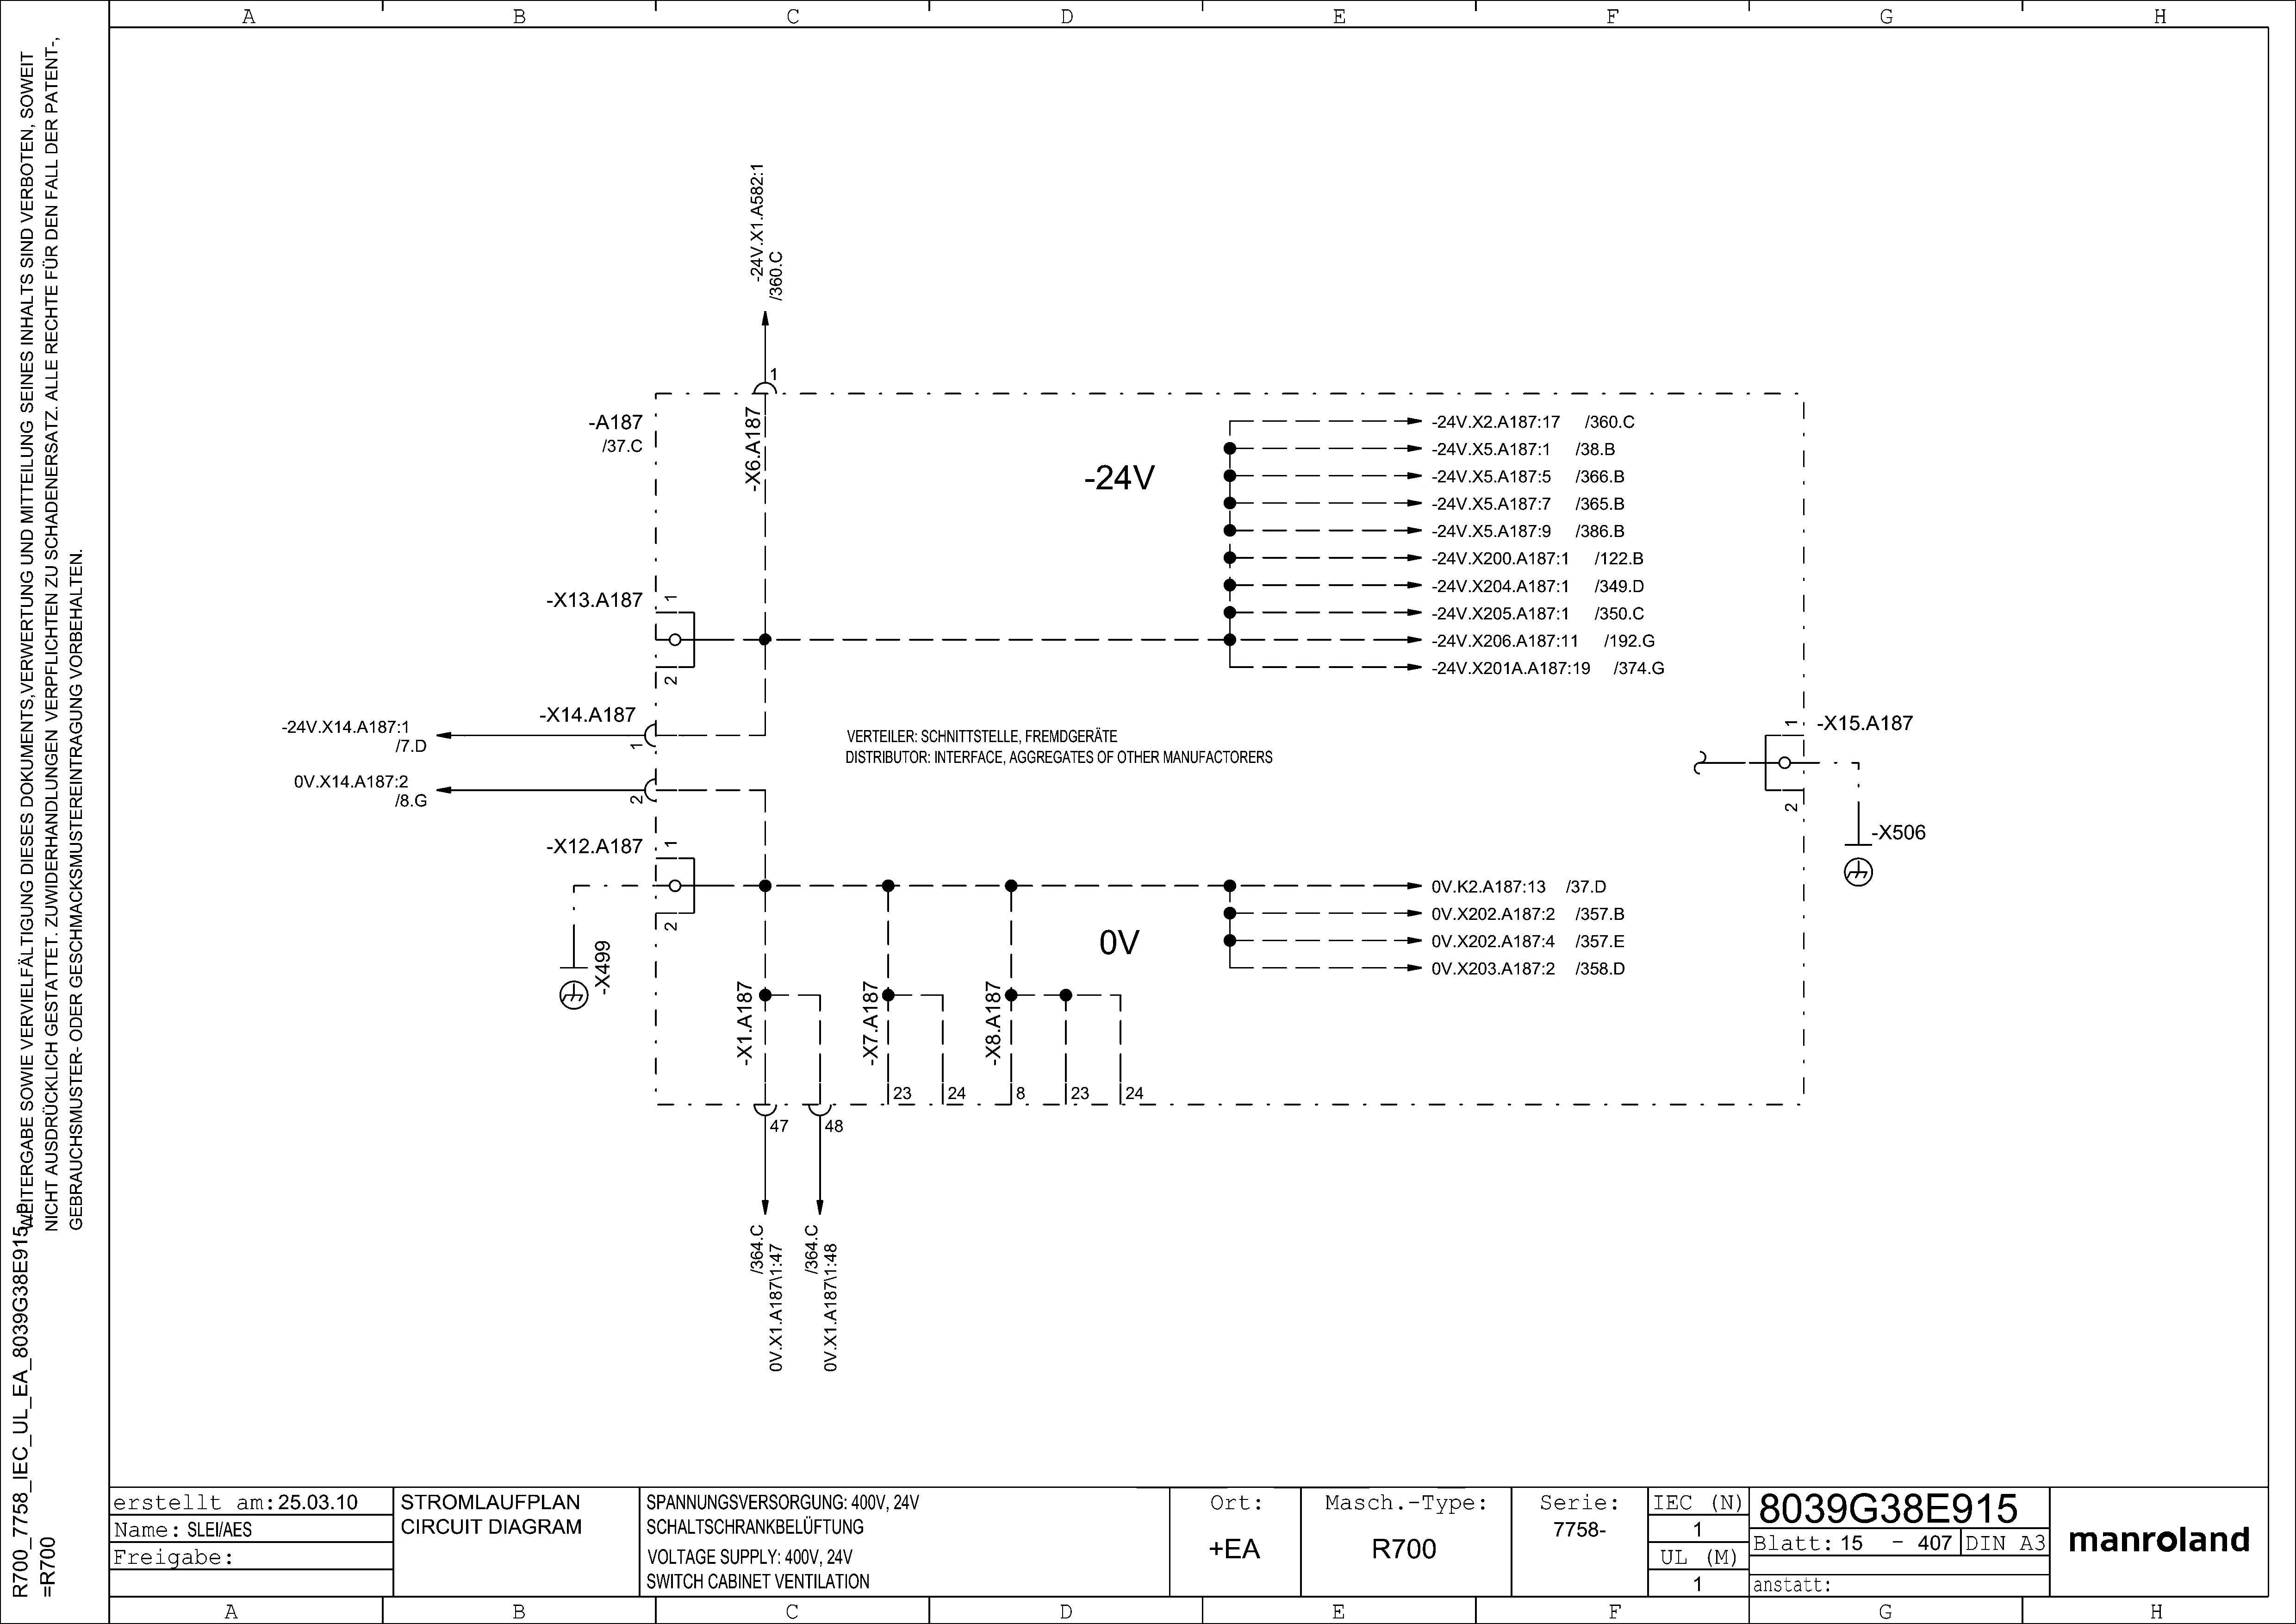 A B C D E F G H
WEITERGABE SOWIE VERVIELFÄLTIGUNG DIESES DOKUMENTS,VERWERTUNG UND MITTEILUNG SEINES INHALTS SIND VERBOTEN, SOWEIT
NICHT AUSDRÜCKLICH GESTATTET. ZUWIDERHANDLUNGEN VERPFLICHTEN ZU SCHADENERSATZ. ALLE RECHTE FÜR DEN FALL DER PATENT-,
GEBRAUCHSMUSTER- ODER GESCHMACKSMUSTEREINTRAGUNG VORBEHALTEN.
R700_7758_IEC_UL_EA_8039G38E915_D
=R700
-24V.X1.A582:1
/360.C
1
-A187
/37.C
-X6.A187
-24V
-24V.X2.A187:17 /360.C
-24V.X5.A187:1 /38.B
-24V.X5.A187:5 /366.B
-24V.X5.A187:7 /365.B
-24V.X5.A187:9 /386.B
-24V.X200.A187:1 /122.B
-24V.X204.A187:1 /349.D
-24V.X205.A187:1 /350.C
-24V.X206.A187:11 /192.G
-24V.X201A.A187:19 /374.G
-X13.A187
1
2
-X14.A187
-24V.X14.A187:1
/7.D
1
0V.X14.A187:2
/8.G
2
VERTEILER: SCHNITTSTELLE, FREMDGERÄTE
DISTRIBUTOR: INTERFACE, AGGREGATES OF OTHER MANUFACTORERS
-X15.A187
1
2
-X506
-X12.A187
1
2
-X499
0V
0V.K2.A187:13 /37.D
0V.X202.A187:2 /357.B
0V.X202.A187:4 /357.E
0V.X203.A187:2 /358.D
-X1.A187
-X7.A187
-X8.A187
23 24 8 23 24
47 48
/364.C
0V.X1.A187\1:47
/364.C
0V.X1.A187\1:48
erstellt am: 25.03.10
Name: SLEI/AES
Freigabe:
STROMLAUFPLAN
CIRCUIT DIAGRAM
SPANNUNGSVERSORGUNG: 400V, 24V
SCHALTSCHRANKBELÜFTUNG
VOLTAGE SUPPLY: 400V, 24V
SWITCH CABINET VENTILATION
Ort:
+EA
Masch.-Type:
R700
Serie:
7758-
IEC (N)
1
UL (M)
1
8039G38E915
Blatt: 15 - 407 DIN A3
anstatt:
manroland
A B C D E F G H